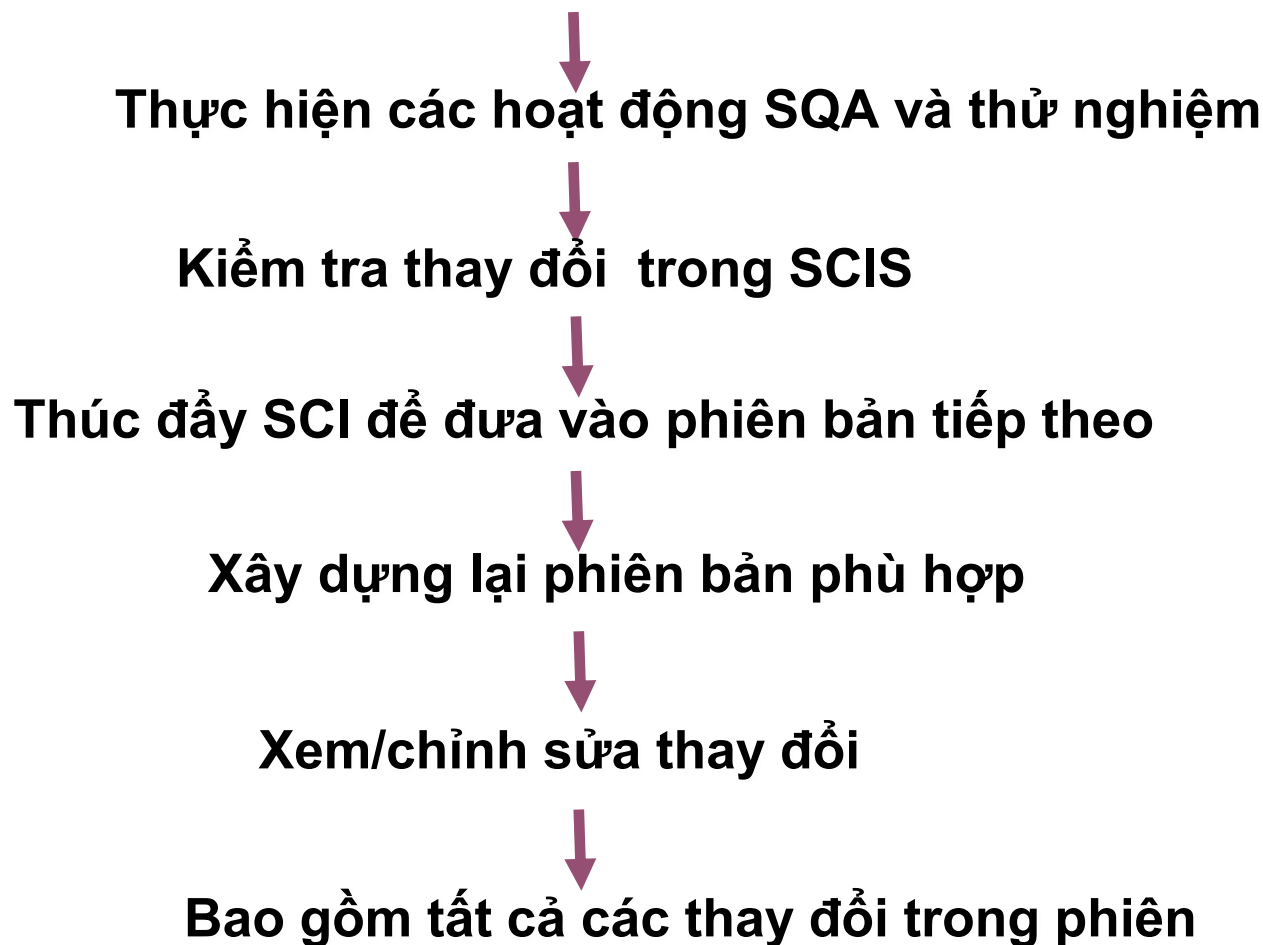 Thực hiện các hoạt động SQA và thử nghiệm
Kiểm tra thay đổi trong SCIS
Thúc đẩy SCI để đưa vào phiên bản tiếp theo
Xây dựng lại phiên bản phù hợp
Xem/chỉnh sửa thay đổi
Bao gồm tất cả các thay đổi trong phiên